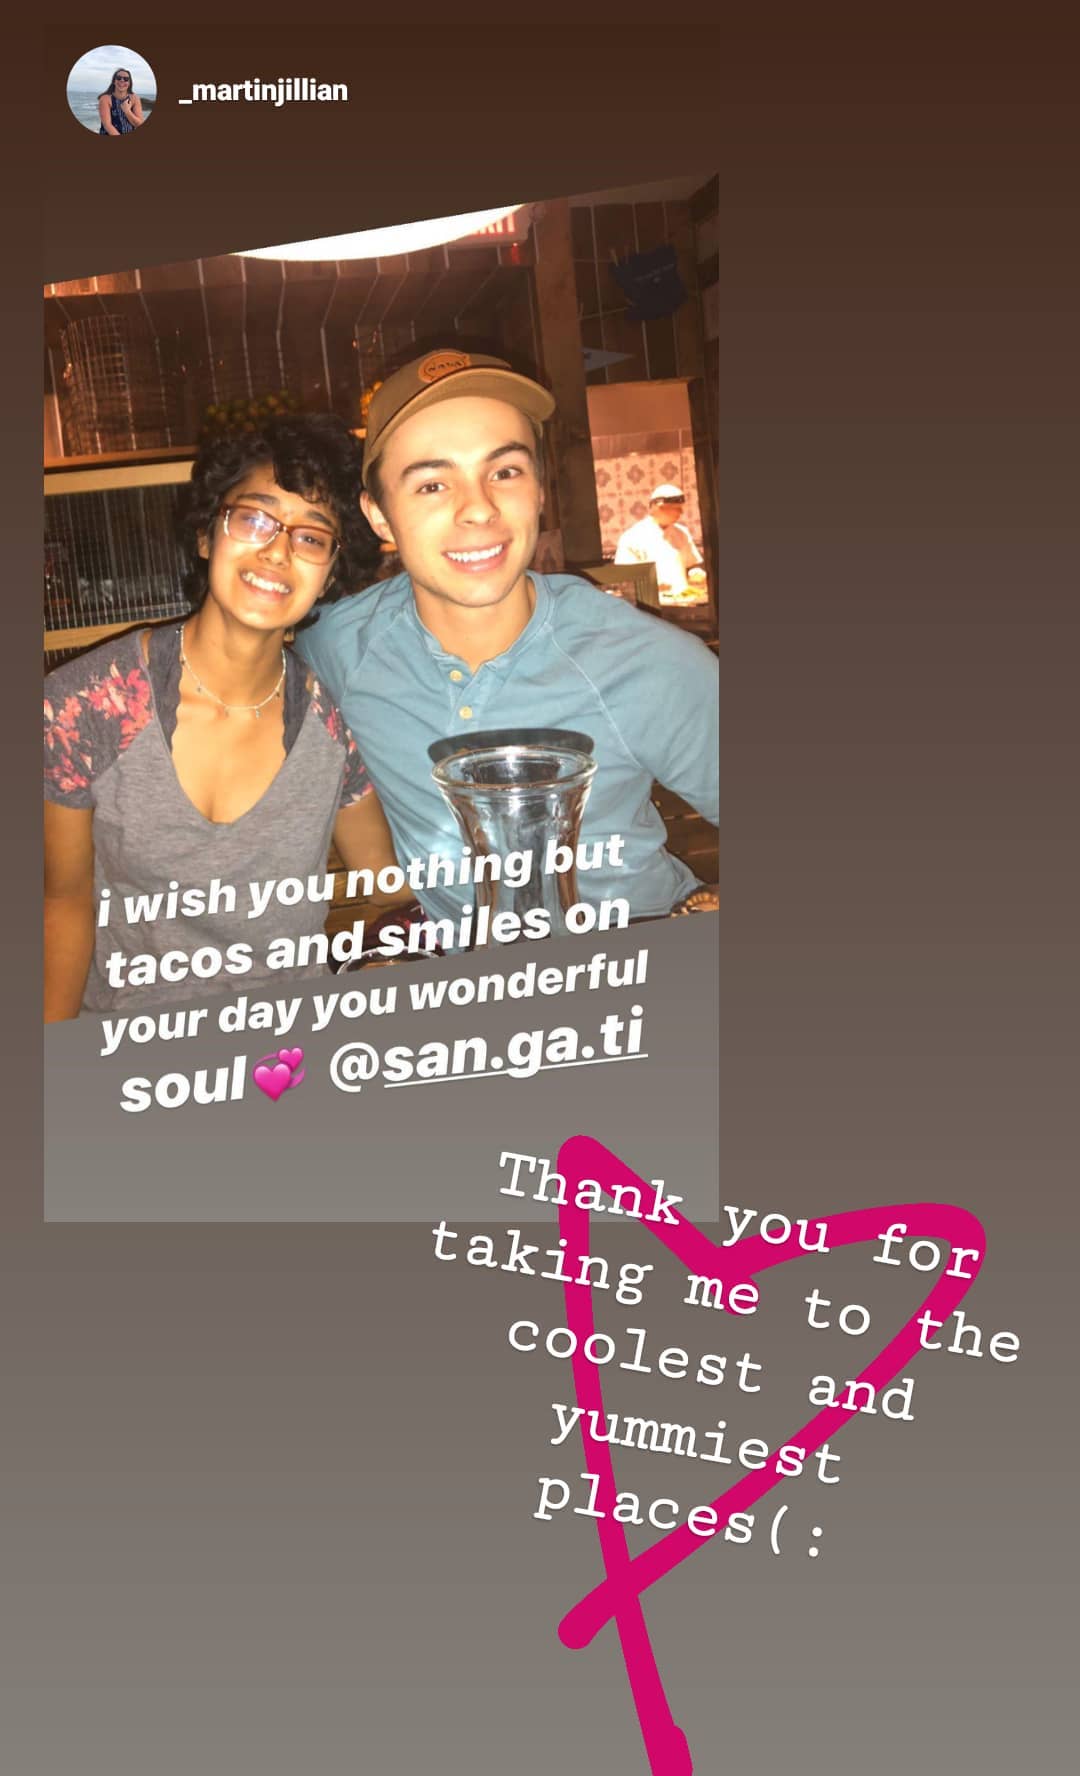 _martinjillian
i wish you nothing but
tacos and smiles on
your day you wonderful
soul💞 @san.ga.ti
Thank you for
taking me to the
coolest and
yummiest
places(: